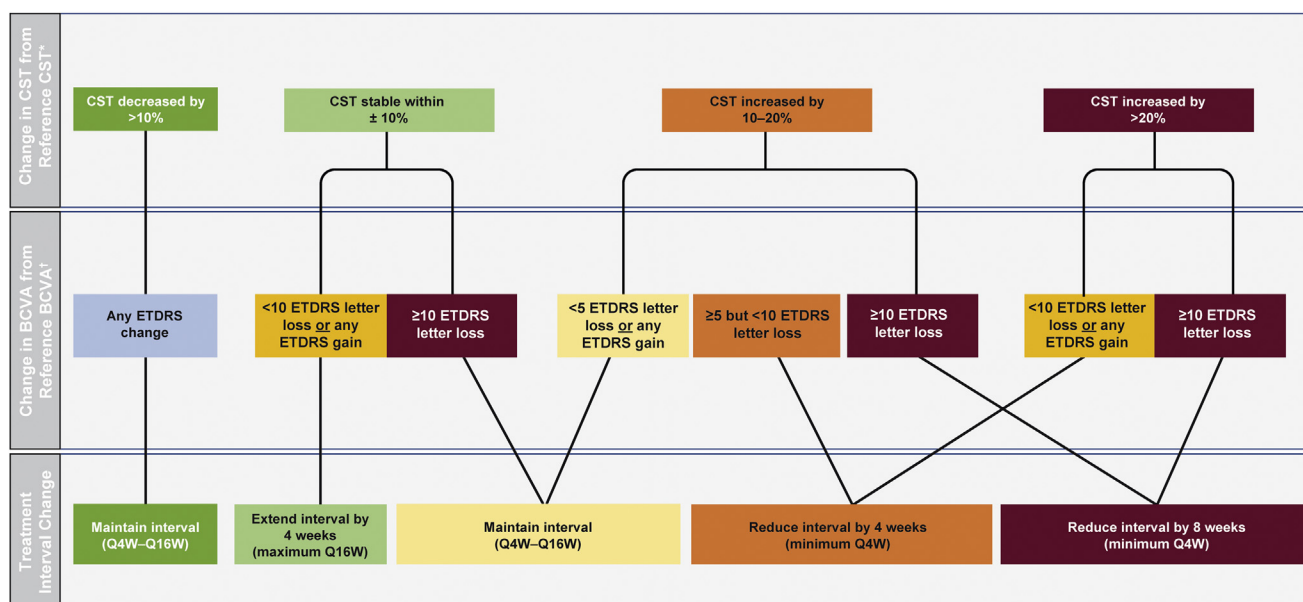 Change in CST from
Reference CST*
CST decreased by
>10%
CST stable within
± 10%
CST increased by
10–20%
CST increased by
>20%
Change in BCVA from
Reference BCVA†
Any ETDRS
change
<10 ETDRS letter
loss or any
ETDRS gain
≥10 ETDRS
letter loss
<5 ETDRS letter
loss or any
ETDRS gain
≥5 but <10 ETDRS
letter loss
≥10 ETDRS
letter loss
<10 ETDRS letter
loss or any
ETDRS gain
≥10 ETDRS
letter loss
Treatment
Interval Change
Maintain interval
(Q4W–Q16W)
Extend interval by
4 weeks
(maximum Q16W)
Maintain interval
(Q4W–Q16W)
Reduce interval by 4 weeks
(minimum Q4W)
Reduce interval by 8 weeks
(minimum Q4W)